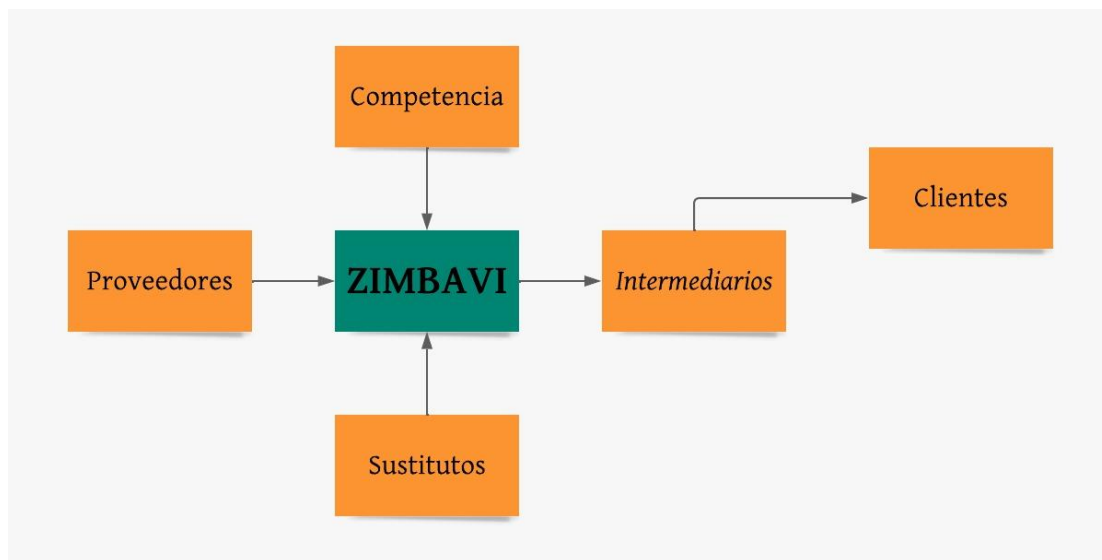 Competencia
Clientes
Proveedores
ZIMBAVI
Intermediarios
Sustitutos